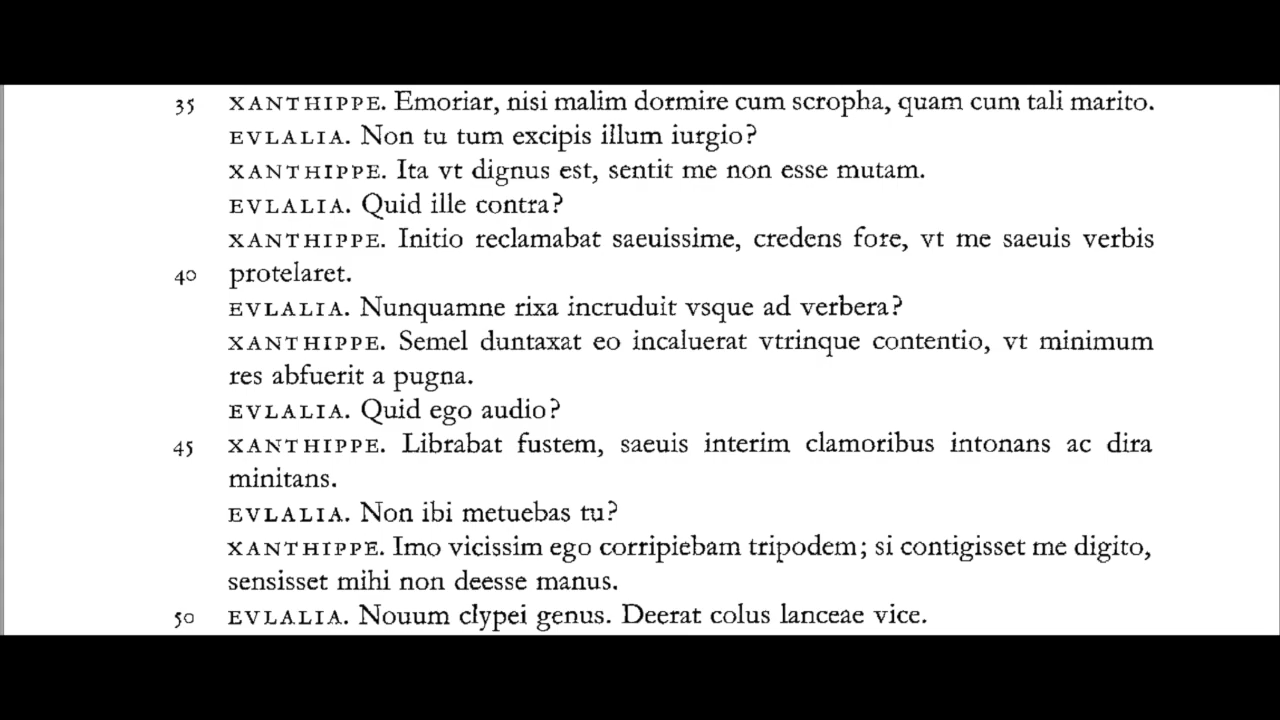 35 XANTHIPPE. Emoriar, nisi malim dormire cum scropha, quam cum tali marito.
EVLALIA. Non tu tum excipis illum iurgio?
XANTHIPPE. Ita vt dignus est, sentit me non esse mutam.
EVLALIA. Quid ille contra?
XANTHIPPE. Initio reclamabat saeuissime, credens fore, vt me saeuis verbis
40 protelaret.
EVLALIA. Nunquamne rixa incruduit vsque ad verbera?
XANTHIPPE. Semel duntaxat eo incaluerat vtrinque contentio, vt minimum
res abfuerit a pugna.
EVLALIA. Quid ego audio?
45 XANTHIPPE. Librabat fustem, saeuis interim clamoribus intonans ac dira
minitans.
EVLALIA. Non ibi metuebas tu?
XANTHIPPE. Imo vicissim ego corripiebam tripodem; si contigisset me digito,
sensisset mihi non deesse manus.
50 EVLALIA. Nouum clypei genus. Deerat colus lanceae vice.